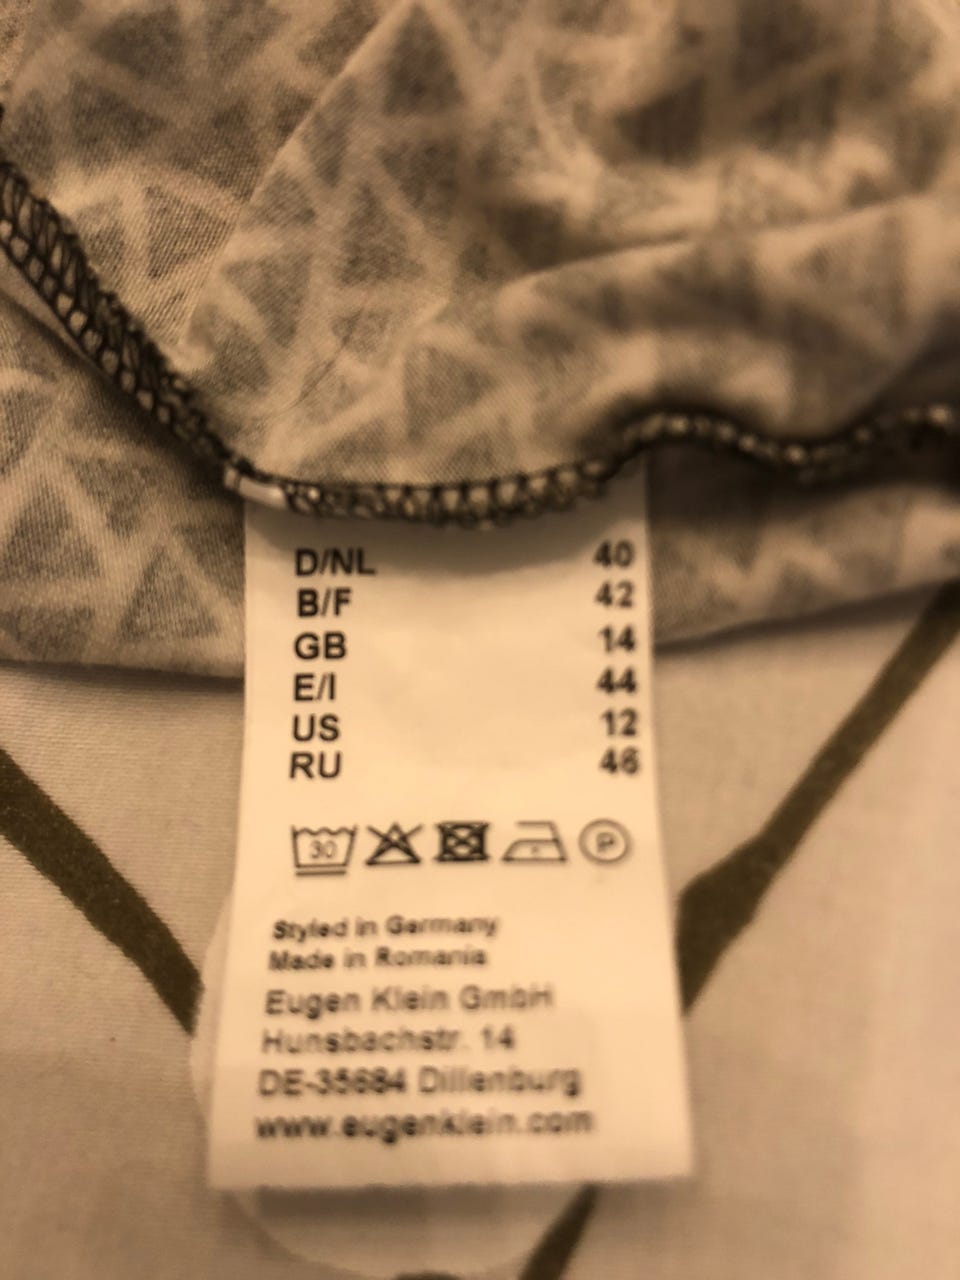 D/NL 40
B/F 42
GB 14
E/I 44
US 12
RU 46
30 P
Styled in Germany
Made in Romania
Eugen Klein GmbH
Hunsbachstr. 14
DE-35684 Dillenburg
www.eugenklein.com